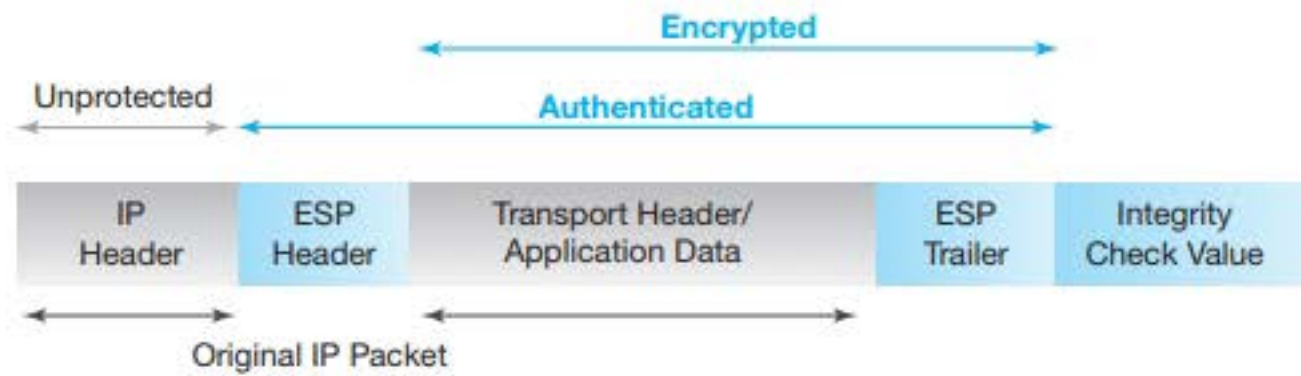 Encrypted
Unprotected
Authenticated
IP
Header
ESP
Header
Transport Header/
Application Data
ESP
Trailer
Integrity
Check Value
Original IP Packet